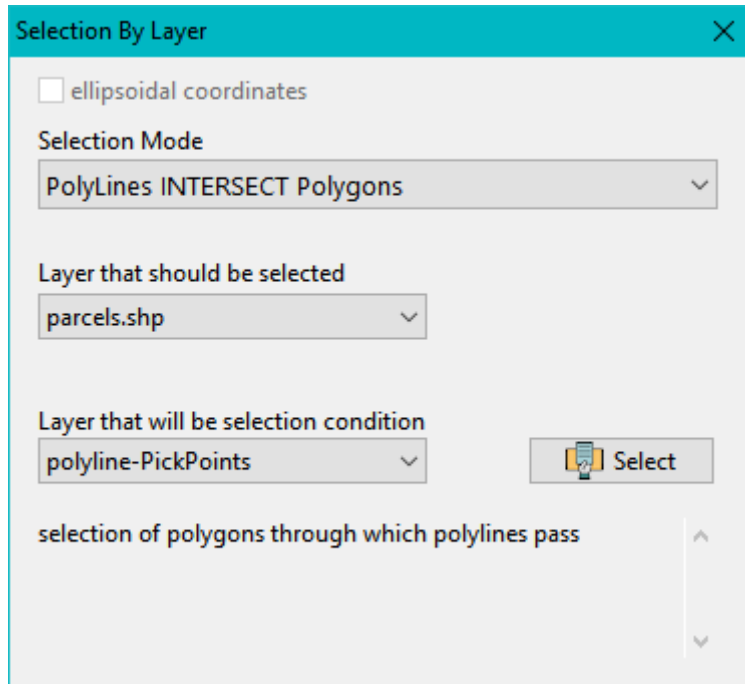 Selection By Layer
ellipsoidal coordinates
Selection Mode
PolyLines INTERSECT Polygons
Layer that should be selected
parcels.shp
Layer that will be selection condition
polyline-PickPoints
Select
selection of polygons through which polylines pass